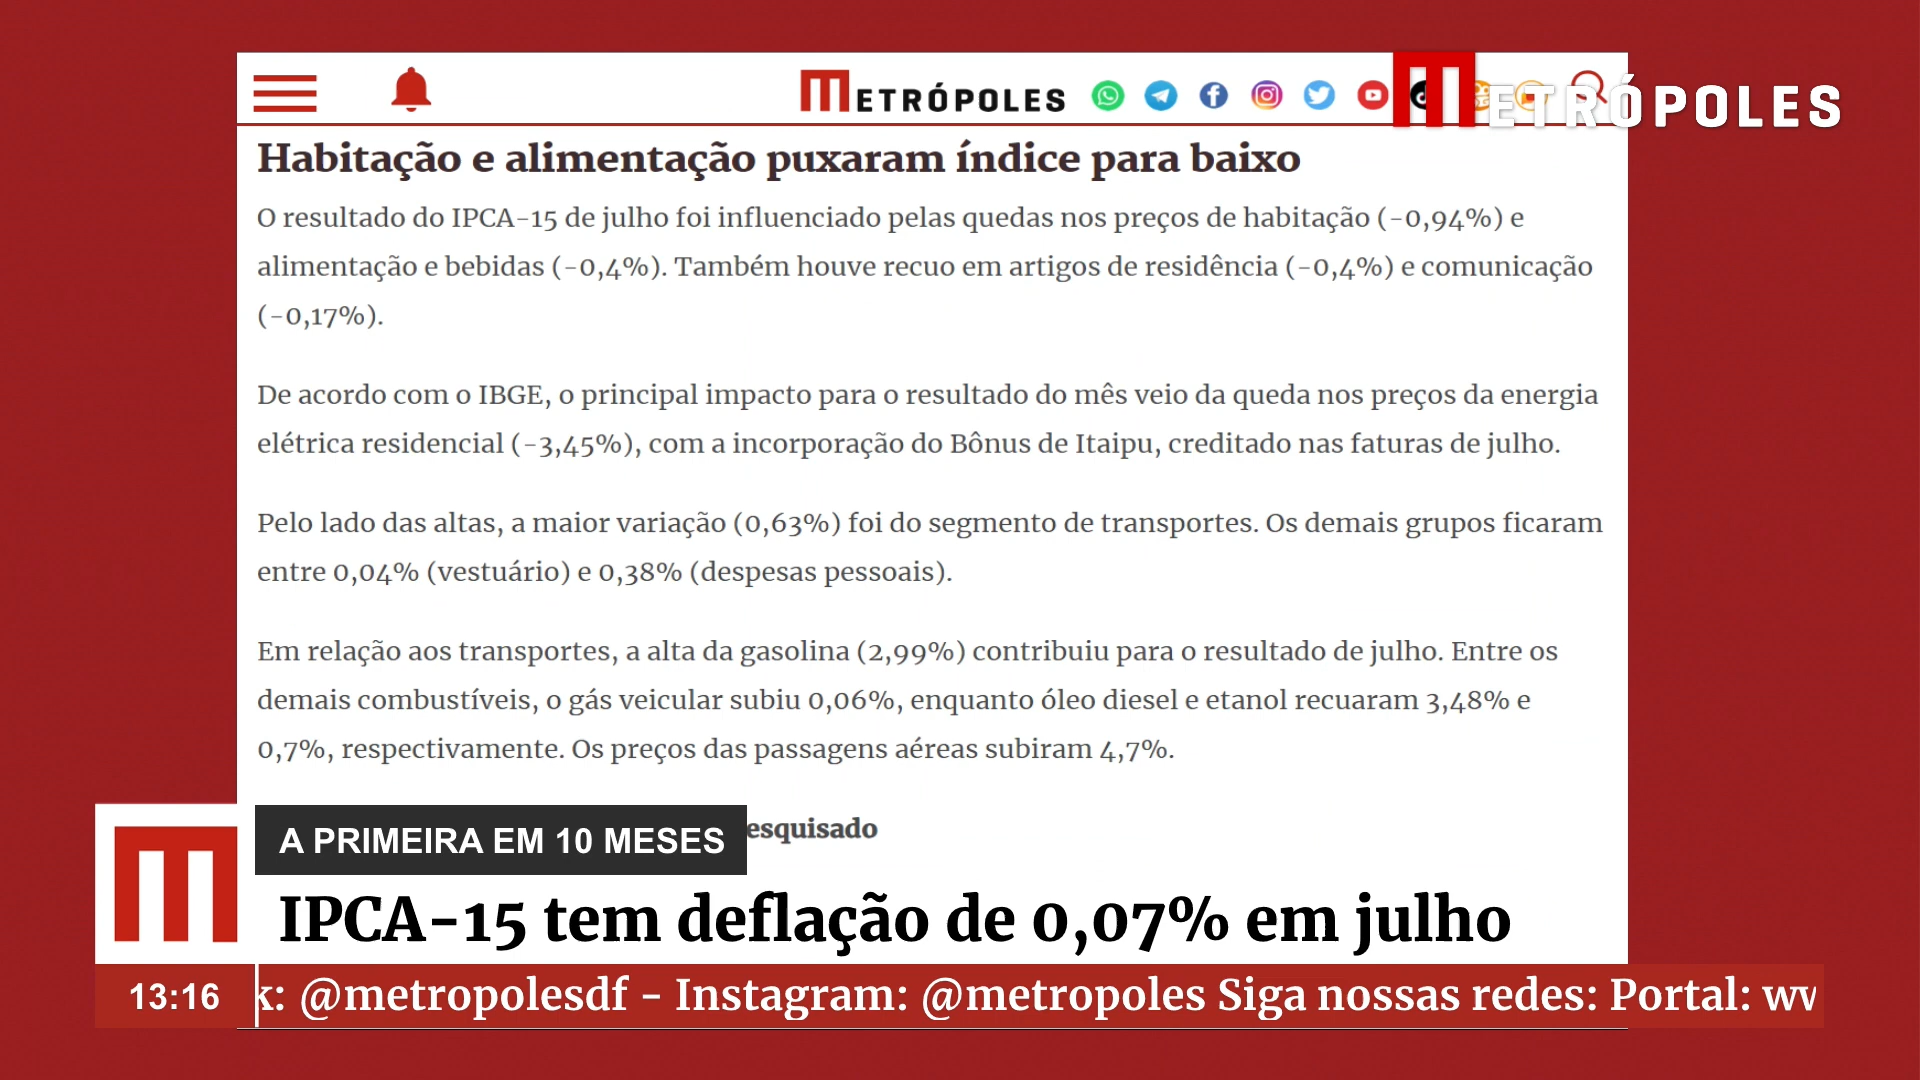 METRÓPOLES
METRÓPOLES
Habitação e alimentação puxaram índice para baixo
O resultado do IPCA-15 de julho foi influenciado pelas quedas nos preços de habitação (-0,94%) e
alimentação e bebidas (-0,4%). Também houve recuo em artigos de residência (-0,4%) e comunicação
(-0,17%).
De acordo com o IBGE, o principal impacto para o resultado do mês veio da queda nos preços da energia
elétrica residencial (-3,45%), com a incorporação do Bônus de Itaipu, creditado nas faturas de julho.
Pelo lado das altas, a maior variação (0,63%) foi do segmento de transportes. Os demais grupos ficaram
entre 0,04% (vestuário) e 0,38% (despesas pessoais).
Em relação aos transportes, a alta da gasolina (2,99%) contribuiu para o resultado de julho. Entre os
demais combustíveis, o gás veicular subiu 0,06%, enquanto óleo diesel e etanol recuaram 3,48% e
0,7%, respectivamente. Os preços das passagens aéreas subiram 4,7%.
esquisado
A PRIMEIRA EM 10 MESES
IPCA-15 tem deflação de 0,07% em julho
13:16
k: @metropolesdf - Instagram: @metropoles Siga nossas redes: Portal: ww